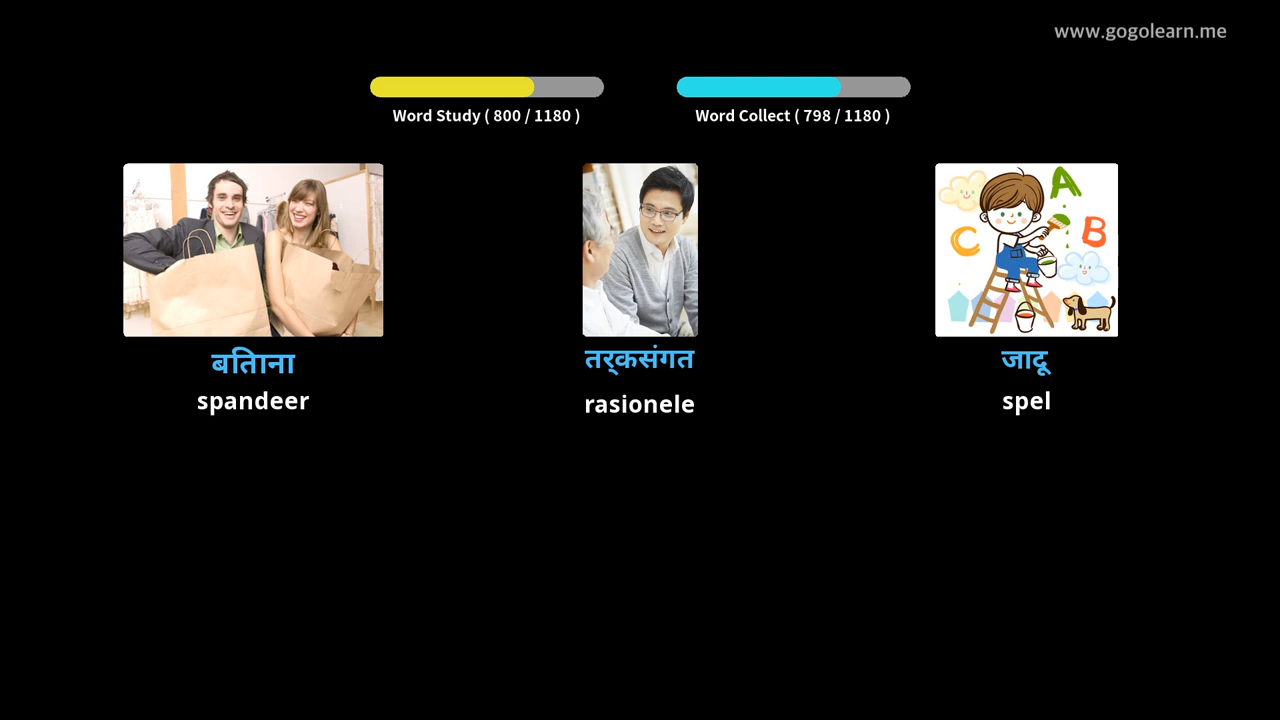 www.gogolearn.me
Word Study ( 800 / 1180 )
Word Collect ( 798 / 1180 )
बिताना
spandeer
तर्कसंगत
rasionele
जादू
spel
A
B
C